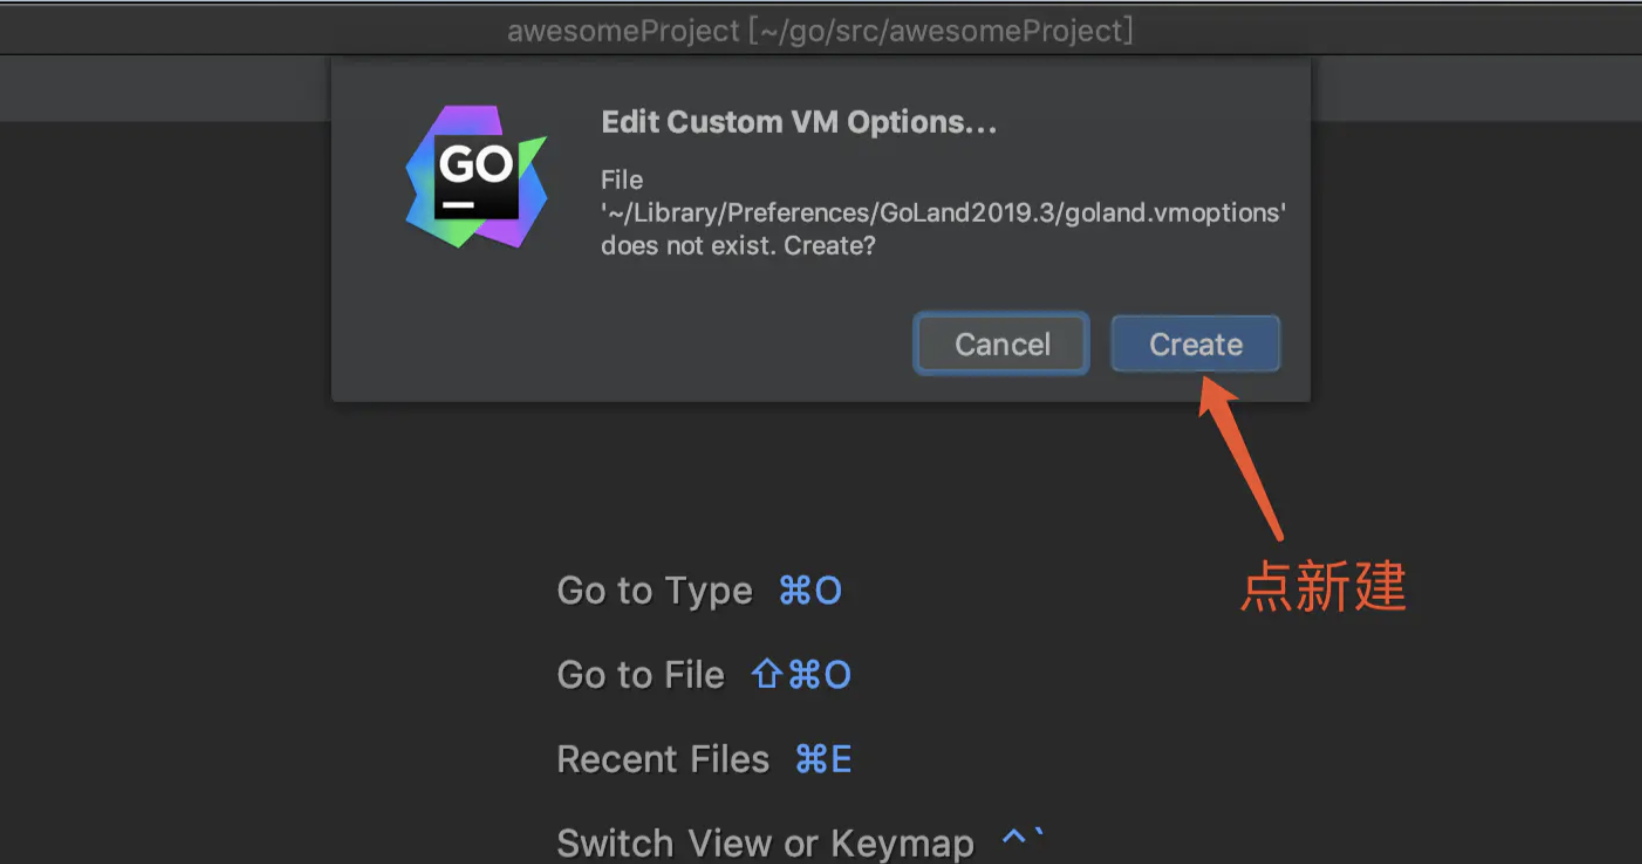 awesomeProject [~/go/src/awesomeProject]
GO
Edit Custom VM Options...
File
'~/Library/Preferences/GoLand2019.3/goland.vmoptions'
does not exist. Create?
Cancel
Create
点新建
Go to Type ⌘O
Go to File ⇧⌘O
Recent Files ⌘E
Switch View or Keymap ^`